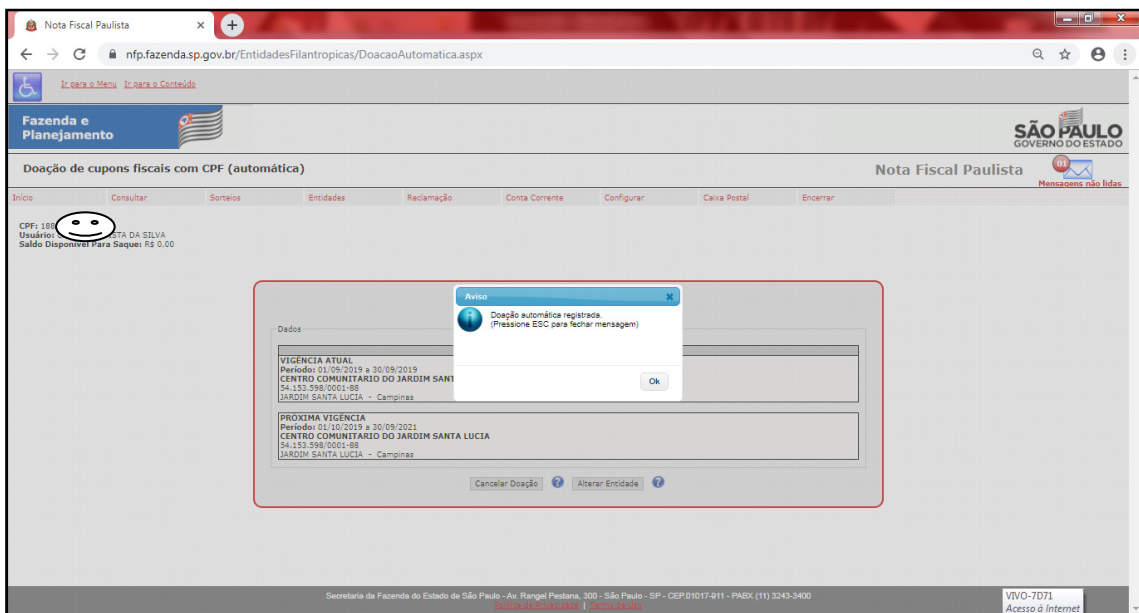 Nota Fiscal Paulista
nfp.fazenda.sp.gov.br/EntidadesFilantropicas/DoacaoAutomatica.aspx
Ir para o Menu Ir para o Conteúdo
Fazenda e
Planejamento
SÃO PAULO
GOVERNO DO ESTADO
Doação de cupons fiscais com CPF (automática)
Nota Fiscal Paulista
01
Mensagens não lidas
Início Consultar Sorteios Entidades Reclamação Conta Corrente Configurar Caixa Postal Encerrar
CPF: 188
Usuário: DA SILVA
Saldo Disponível Para Saque: R$ 0,00
Aviso
Doação automática registrada.
(Pressione ESC para fechar mensagem)
Ok
Dados
VIGÊNCIA ATUAL
Período: 01/09/2019 a 30/09/2019
CENTRO COMUNITARIO DO JARDIM SANT
54.153.598/0001-88
JARDIM SANTA LUCIA - Campinas
PRÓXIMA VIGÊNCIA
Período: 01/10/2019 a 30/09/2021
CENTRO COMUNITARIO DO JARDIM SANTA LUCIA
54.153.598/0001-88
JARDIM SANTA LUCIA - Campinas
Cancelar Doação Alterar Entidade
Secretaria da Fazenda do Estado de São Paulo - Av. Rangel Pestana, 300 - São Paulo - SP - CEP.01017-911 - PABX (11) 3243-3400
Política de Privacidade | Termo de Uso
VIVO-7D71
Acesso à Internet